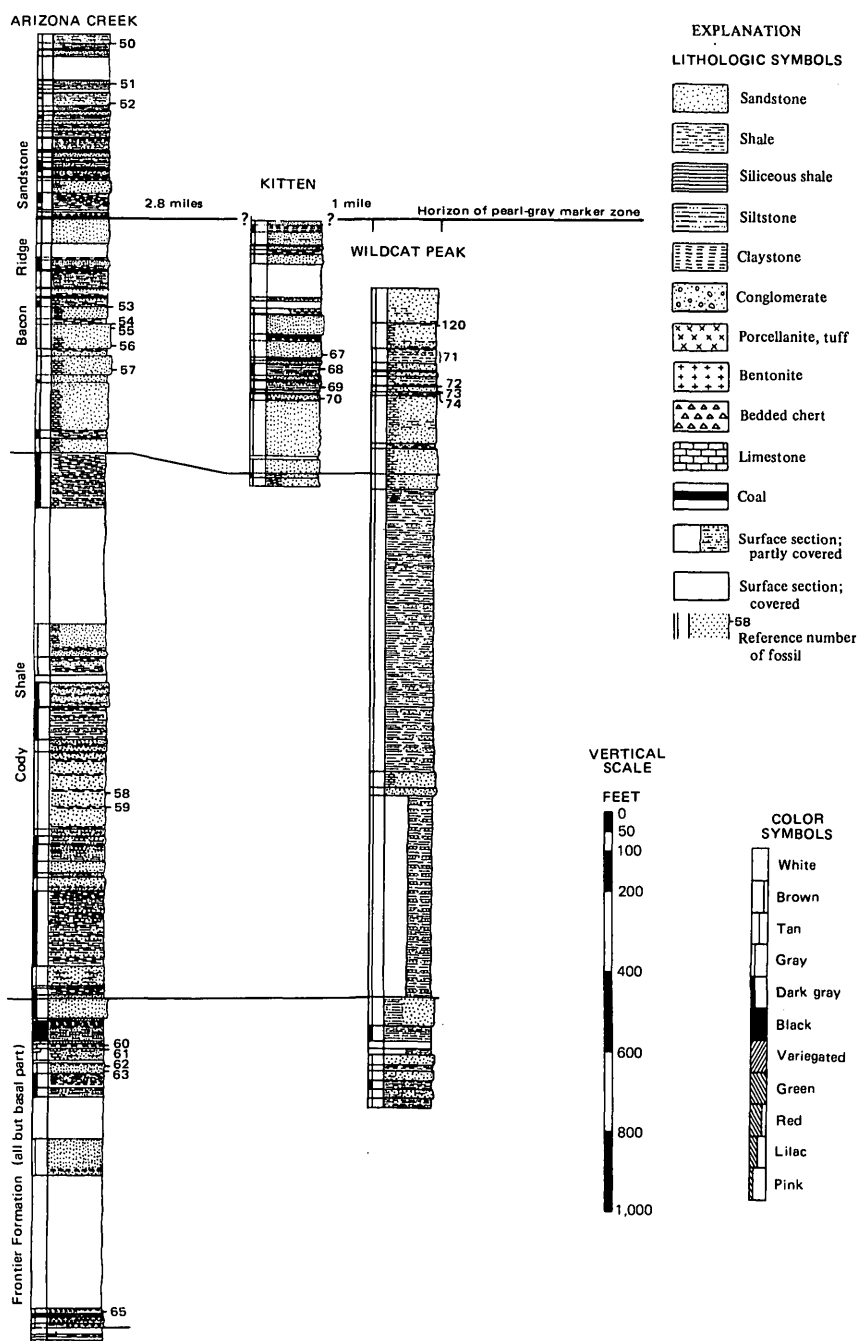 ARIZONA CREEK
50
51
52
Sandstone
2.8 miles
Ridge
53
54
55
Bacon
56
57
Shale
Cody
58
59
60
61
62
63
Frontier Formation (all but basal part)
65
KITTEN
?
?
1 mile
Horizon of pearl-gray marker zone
67
68
69
70
WILDCAT PEAK
120
71
72
73
74
EXPLANATION
LITHOLOGIC SYMBOLS
Sandstone
Shale
Siliceous shale
Siltstone
Claystone
Conglomerate
Porcellanite, tuff
Bentonite
Bedded chert
Limestone
Coal
Surface section;
partly covered
Surface section;
covered
58
Reference number
of fossil
VERTICAL
SCALE
FEET
0
50
100
200
400
600
800
1,000
COLOR
SYMBOLS
White
Brown
Tan
Gray
Dark gray
Black
Variegated
Green
Red
Lilac
Pink